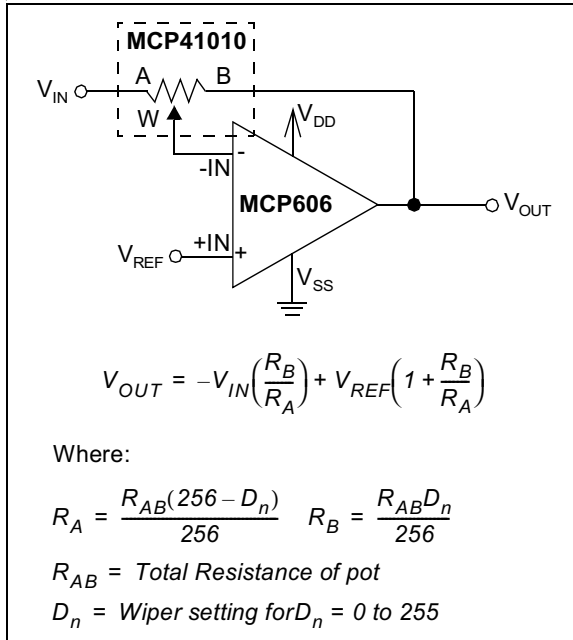 MCP41010
A B
V_IN
W
V_DD
-IN -
MCP606
V_OUT
V_REF +IN +
V_SS
V_OUT = –V_IN(R_B/R_A) + V_REF(1 + R_B/R_A)
Where:
R_A = R_AB(256 – D_n)/256 R_B = R_AB D_n/256
R_AB = Total Resistance of pot
D_n = Wiper setting forD_n = 0 to 255